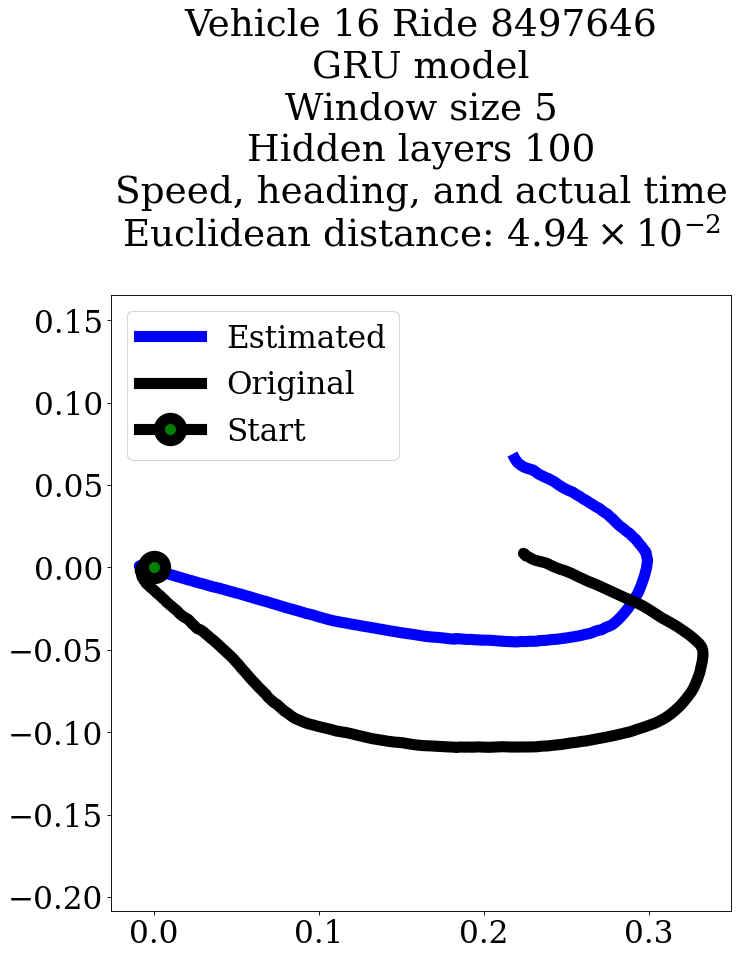 Vehicle 16 Ride 8497646
GRU model
Window size 5
Hidden layers 100
Speed, heading, and actual time
Euclidean distance: 4.94 × 10⁻²
Estimated
Original
Start
0.15
0.10
0.05
0.00
−0.05
−0.10
−0.15
−0.20
0.0 0.1 0.2 0.3